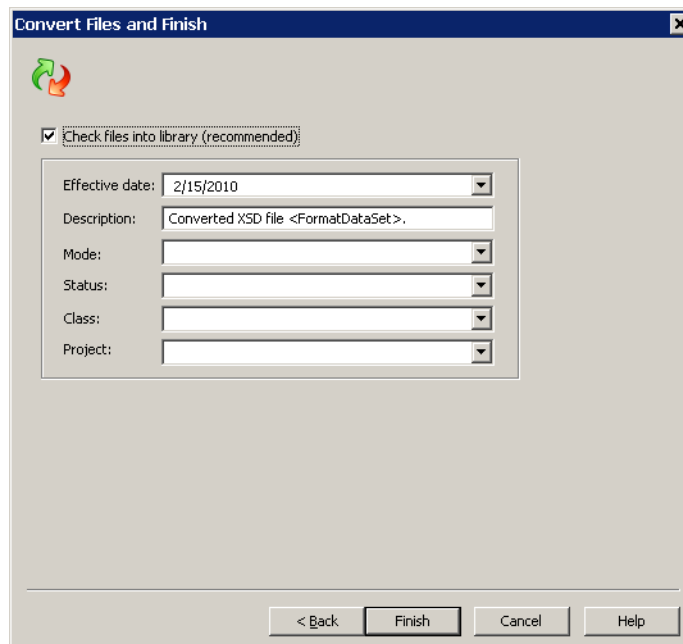 Convert Files and Finish
Check files into library (recommended)
Effective date: 2/15/2010
Description: Converted XSD file <FormatDataSet>.
Mode:
Status:
Class:
Project:
< Back Finish Cancel Help